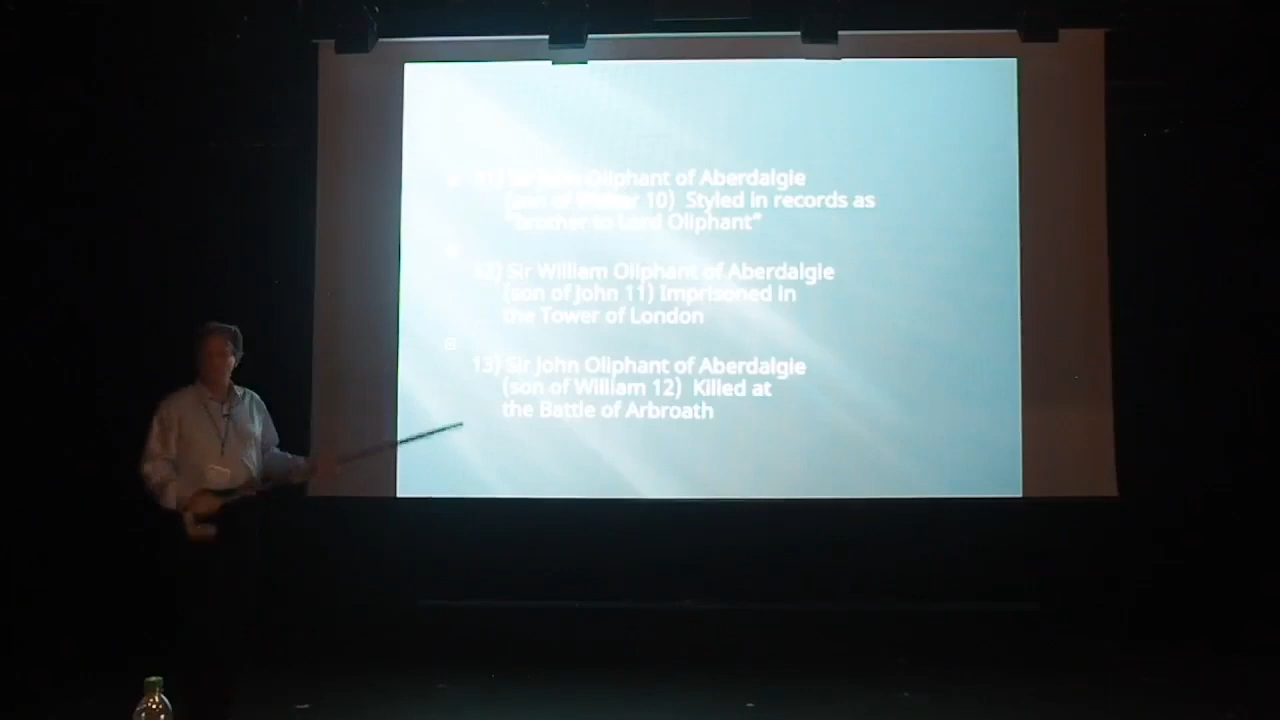 11) Sir John Oliphant of Aberdalgie
(son of Walter 10) Styled in records as
"brother to Lord Oliphant"
12) Sir William Oliphant of Aberdalgie
(son of John 11) Imprisoned in
the Tower of London
13) Sir John Oliphant of Aberdalgie
(son of William 12) Killed at
the Battle of Arbroath